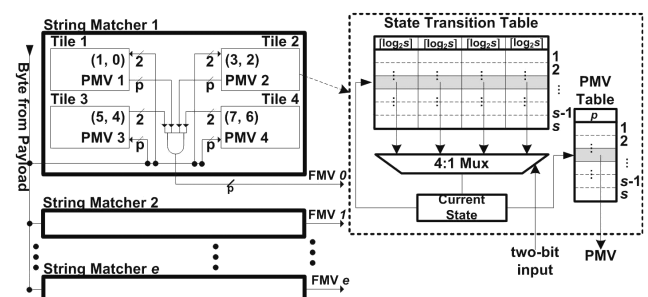 String Matcher 1
Tile 1
(1, 0)
2
PMV 1
p
Tile 2
2
(3, 2)
p
PMV 2
Tile 3
(5, 4)
2
PMV 3
p
Tile 4
2
(7, 6)
p
PMV 4
Byte from Payload
p
FMV 0
String Matcher 2
FMV 1
String Matcher e
FMV e
State Transition Table
⌈log₂s⌉ ⌈log₂s⌉ ⌈log₂s⌉ ⌈log₂s⌉
1
2
s-1
s
4:1 Mux
Current
State
two-bit
input
PMV
Table
p
1
2
s-1
s
PMV